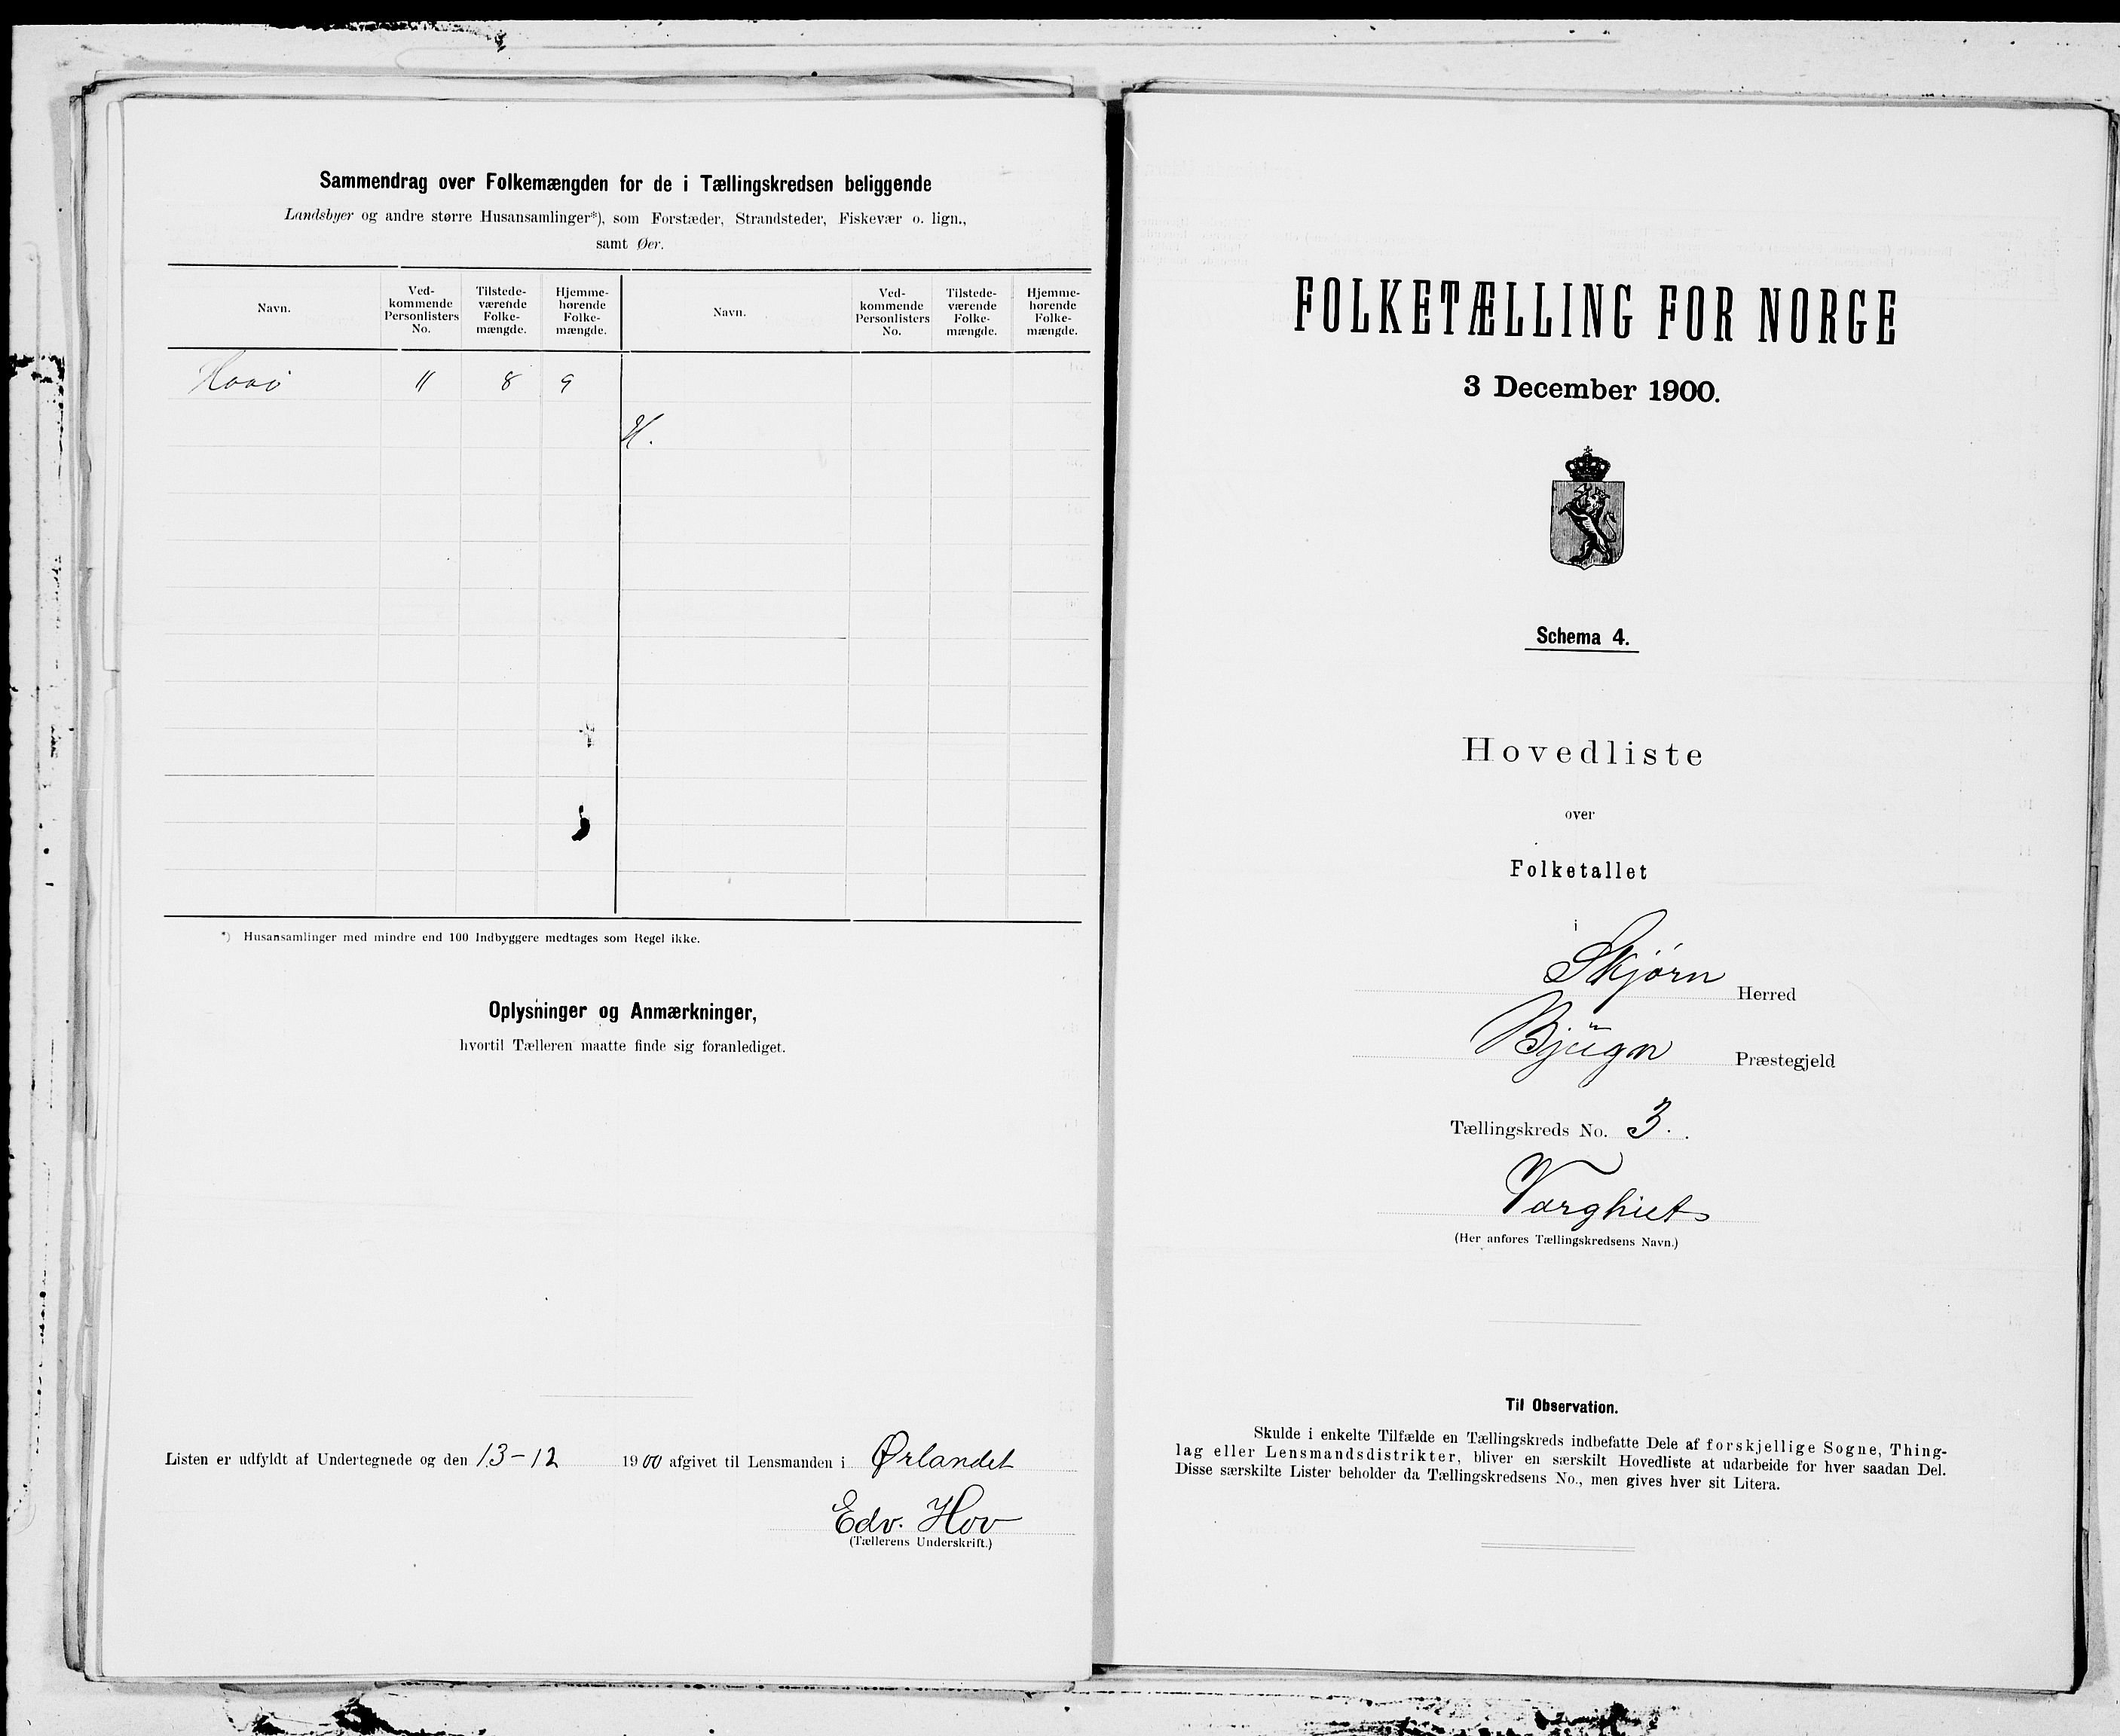 Sammendrag over Folkemængden for de i Tællingskredsen beliggende
Landsbyer og andre større Husansamlinger*), som Forstæder, Strandsteder, Fiskevær o. lign.,
samt Øer.
Navn. Ved-kommende Personlisters No. Tilstede-værende Folke-mængde. Hjemme-hørende Folke-mængde. Navn. Ved-kommende Personlisters No. Tilstede-værende Folke-mængde. Hjemme-hørende Folke-mængde.
11 8 9
H.
*) Husansamlinger med mindre end 100 Indbyggere medtages som Regel ikke.
Oplysninger og Anmærkninger,
hvortil Tælleren maatte finde sig foranlediget.
Listen er udfyldt af Undertegnede og den 13-12 1900 afgivet til Lensmanden i Ørlandet
Edv. Hov
(Tællerens Underskrift.)
FOLKETÆLLING FOR NORGE
3 December 1900.
Schema 4.
Hovedliste
over
Folketallet
i
Skjørn Herred
Bjugn Præstegjeld
Tællingskreds No. 3.
Varghiet
(Her anføres Tællingskredsens Navn.)
Til Observation.
Skulde i enkelte Tilfælde en Tællingskreds indbefatte Dele af forskjellige Sogne, Thing-
lag eller Lensmandsdistrikter, bliver en særskilt Hovedliste at udarbeide for hver saadan Del.
Disse særskilte Lister beholder da Tællingskredsens No., men gives hver sit Litera.